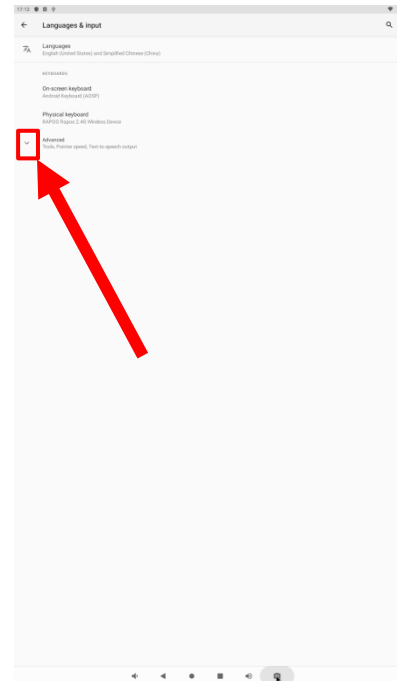 17:12
Languages & input
Languages
English (United States) and Simplified Chinese (China)
KEYBOARDS
On-screen keyboard
Android Keyboard (AOSP)
Physical keyboard
RAPOO Rapoo 2.4G Wireless Device
Advanced
Tools, Pointer speed, Text-to-speech output